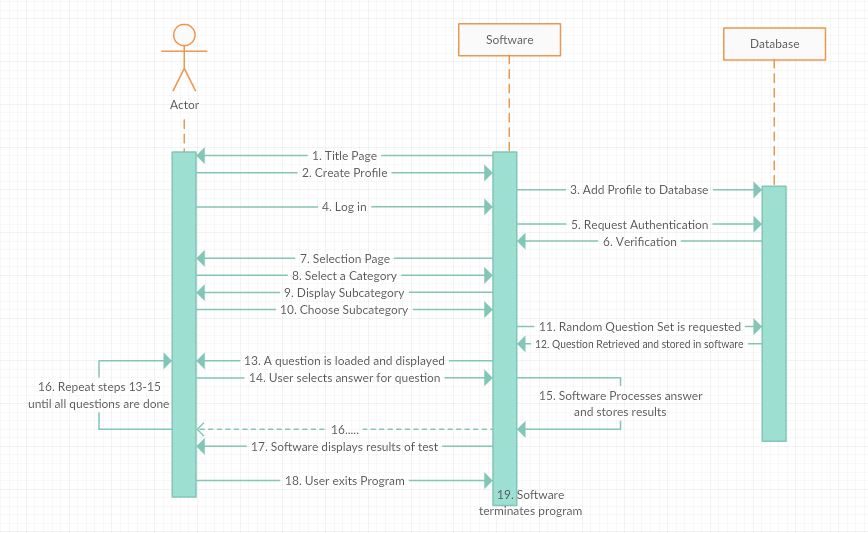 Software
Database
Actor
1. Title Page
2. Create Profile
3. Add Profile to Database
4. Log in
5. Request Authentication
6. Verification
7. Selection Page
8. Select a Category
9. Display Subcategory
10. Choose Subcategory
11. Random Question Set is requested
12. Question Retrieved and stored in software
13. A question is loaded and displayed
14. User selects answer for question
15. Software Processes answer
and stores results
16. Repeat steps 13-15
until all questions are done
16.....
17. Software displays results of test
18. User exits Program
19. Software
terminates program